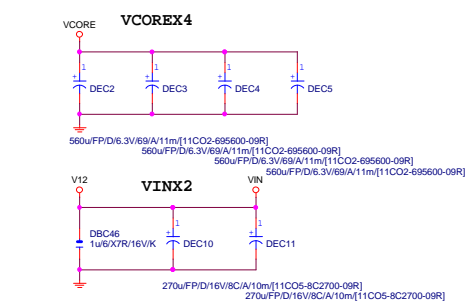 VCORE VCOREX4
1 1 1 1
+ + + +
DEC2 DEC3 DEC4 DEC5
560u/FP/D/6.3V/69/A/11m/[11CO2-695600-09R]
560u/FP/D/6.3V/69/A/11m/[11CO2-695600-09R]
560u/FP/D/6.3V/69/A/11m/[11CO2-695600-09R]
560u/FP/D/6.3V/69/A/11m/[11CO2-695600-09R]
V12 VINX2 VIN
1 1
+ +
DBC46
1u/6/X7R/16V/K DEC10 DEC11
270u/FP/D/16V/8C/A/10m/[11CO5-8C2700-09R]
270u/FP/D/16V/8C/A/10m/[11CO5-8C2700-09R]